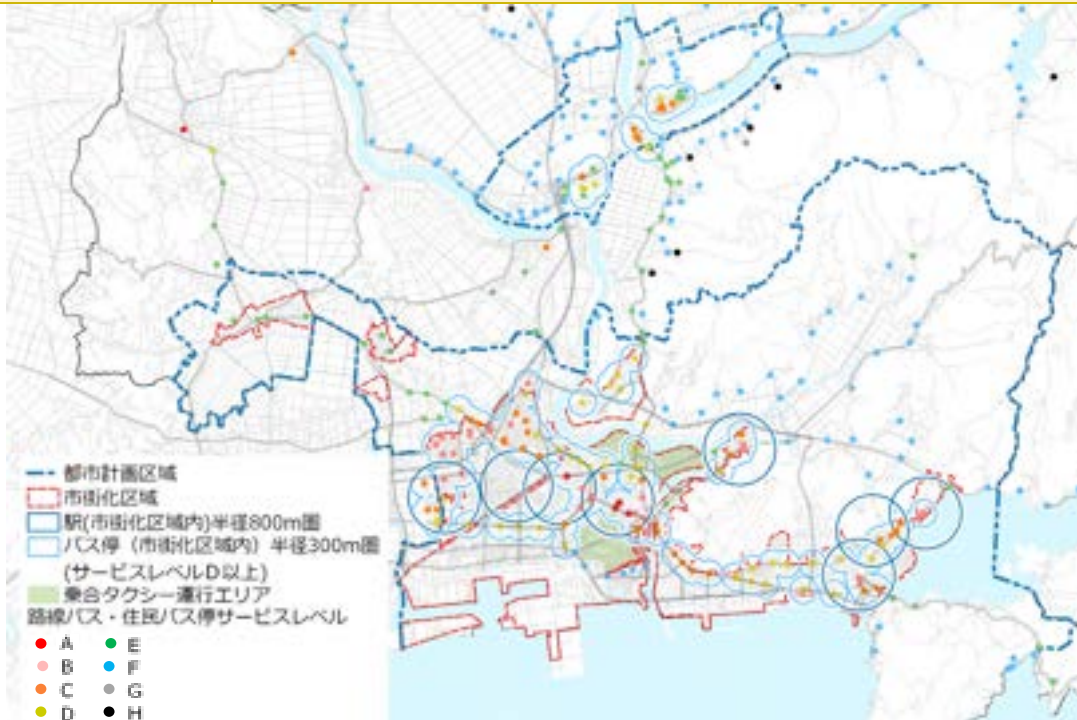 都市計画区域
市街化区域
駅(市街化区域内)半径800m圏
バス停（市街化区域内）半径300m圏
(サービスレベルD以上)
乗合タクシー運行エリア
路線バス・住民バス停サービスレベル
A E
B F
C G
D H